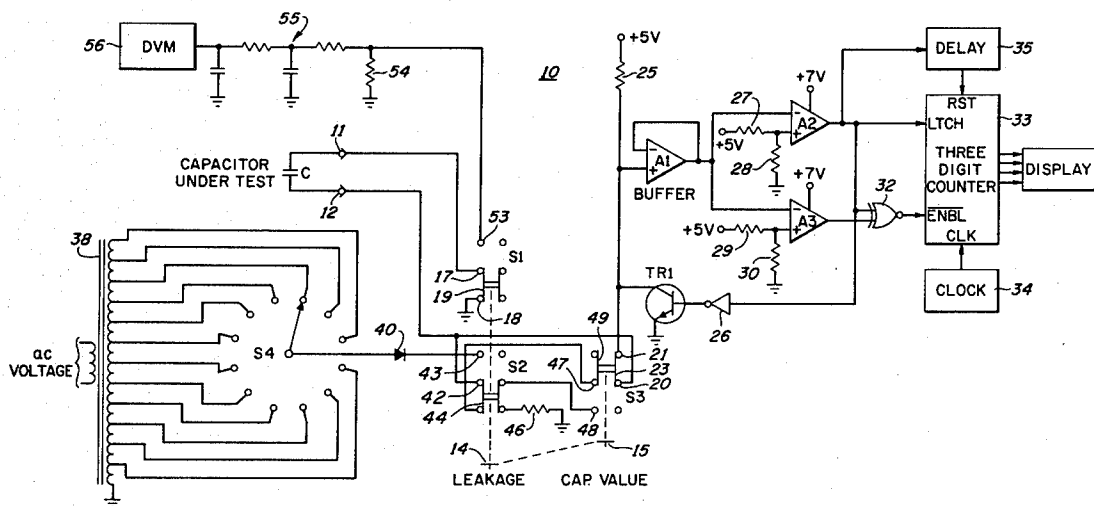 56
DVM
55
54
10
+5V
25
DELAY
35
+7V
27
+5V
A2
28
RST
LTCH
33
THREE
DIGIT
COUNTER
DISPLAY
ENBL
CLK
CLOCK
34
A1
BUFFER
+7V
A3
+5V
29
30
32
TR1
26
11
CAPACITOR
UNDER TEST
C
12
53
S1
17
19
18
38
S4
40
ac
VOLTAGE
43
S2
42
44
46
49
47
21
23
20
S3
48
14
15
LEAKAGE
CAP. VALUE